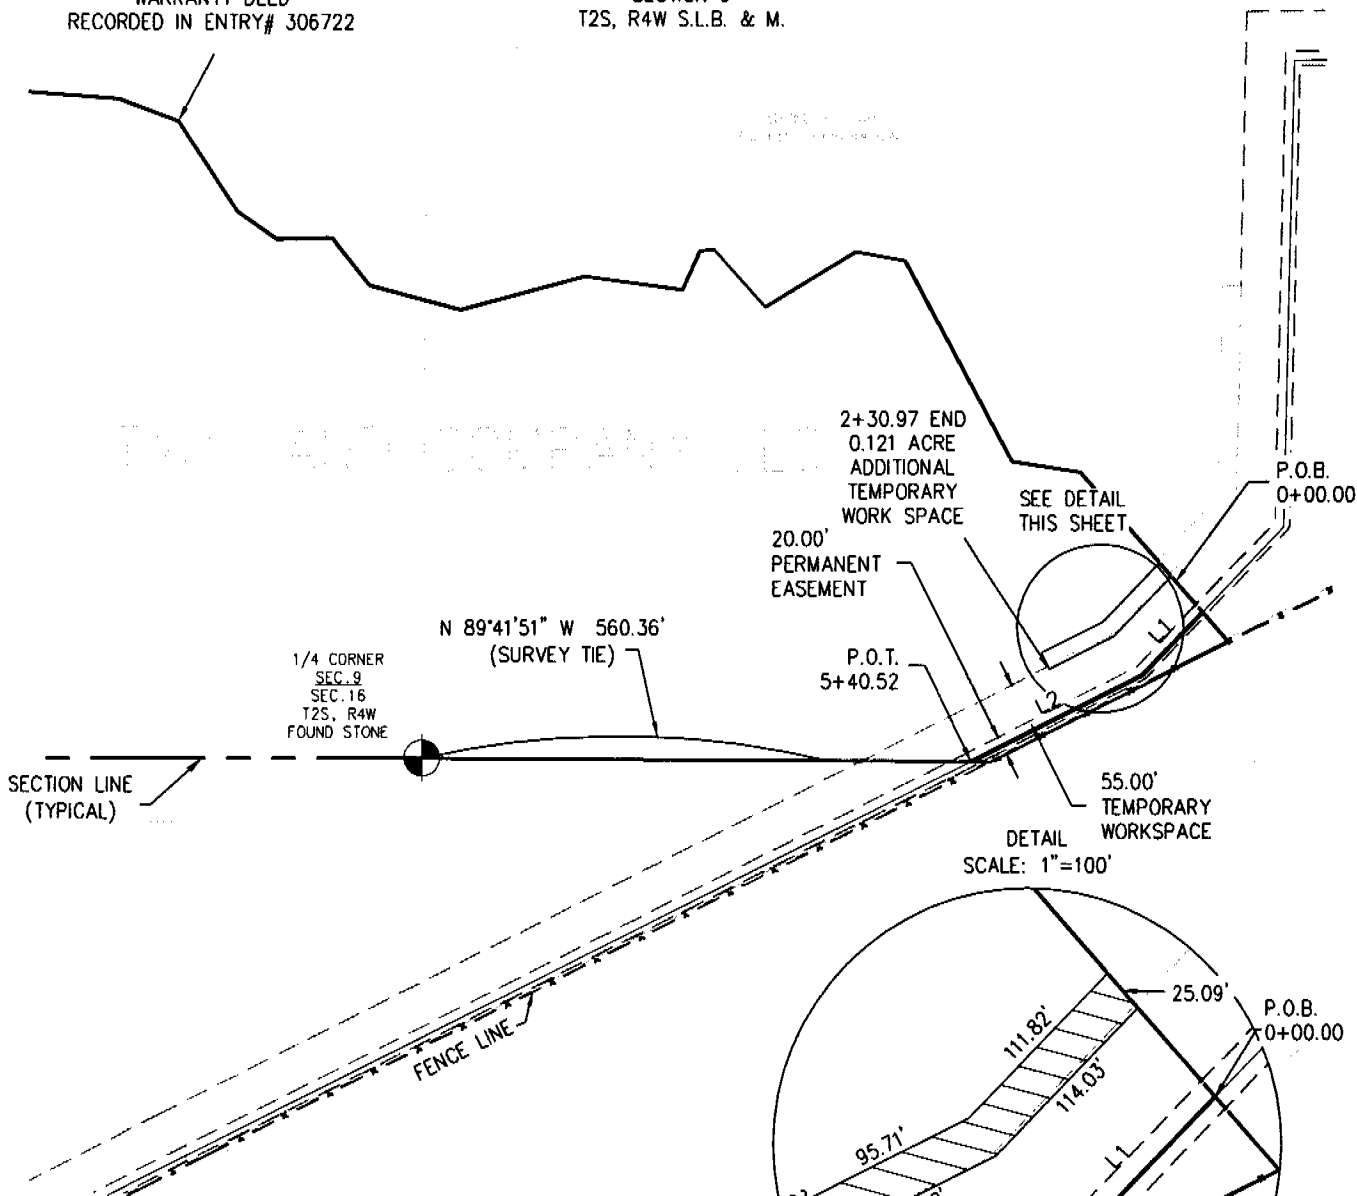 WARRANTY DEED
RECORDED IN ENTRY# 306722
T2S, R4W S.L.B. & M.
2+30.97 END
0.121 ACRE
ADDITIONAL
TEMPORARY
WORK SPACE
SEE DETAIL
THIS SHEET
P.O.B.
0+00.00
20.00'
PERMANENT
EASEMENT
N 89°41'51" W 560.36'
(SURVEY TIE)
P.O.T.
5+40.52
L1
L2
1/4 CORNER
SEC.9
SEC.16
T2S, R4W
FOUND STONE
SECTION LINE
(TYPICAL)
55.00'
TEMPORARY
WORKSPACE
DETAIL
SCALE: 1"=100'
FENCE LINE
25.09'
P.O.B.
0+00.00
111.82'
114.03'
95.71'
L1